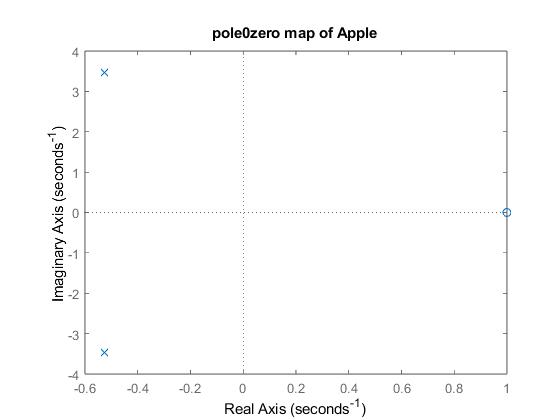 pole0zero map of Apple
4
3
2
1
0
-1
-2
-3
-4
Imaginary Axis (seconds⁻¹)
-0.6 -0.4 -0.2 0 0.2 0.4 0.6 0.8 1
Real Axis (seconds⁻¹)